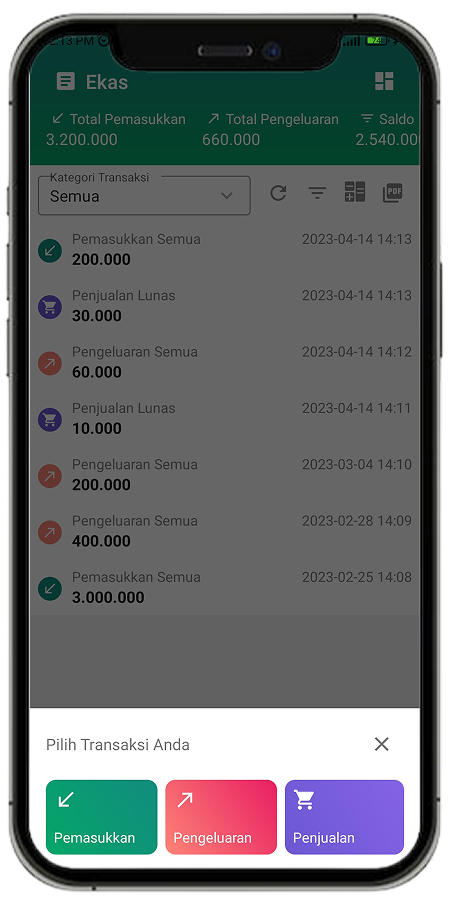 2:13 PM
Ekas
Total Pemasukkan Total Pengeluaran Saldo
3.200.000 660.000 2.540.00
Kategori Transaksi
Semua
PDF
Pemasukkan Semua 2023-04-14 14:13
200.000
Penjualan Lunas 2023-04-14 14:13
30.000
Pengeluaran Semua 2023-04-14 14:12
60.000
Penjualan Lunas 2023-04-14 14:11
10.000
Pengeluaran Semua 2023-03-04 14:10
200.000
Pengeluaran Semua 2023-02-28 14:09
400.000
Pemasukkan Semua 2023-02-25 14:08
3.000.000
Pilih Transaksi Anda
Pemasukkan Pengeluaran Penjualan